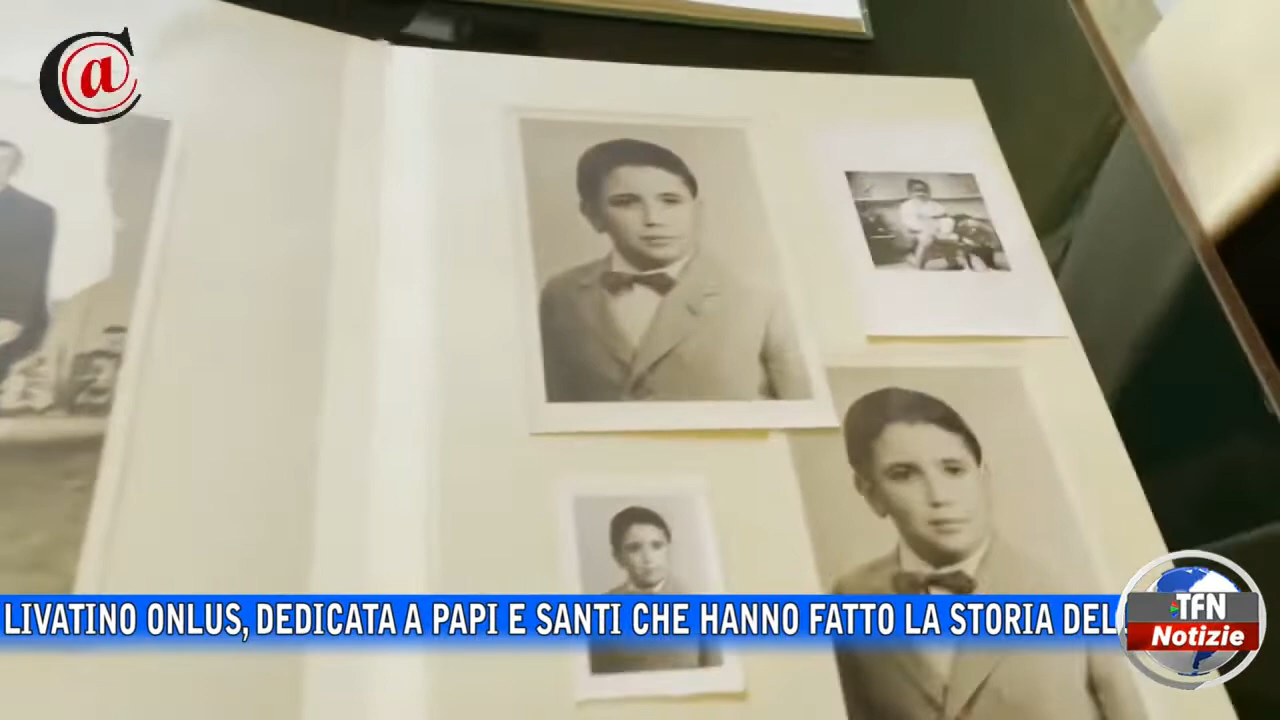 @
LIVATINO ONLUS, DEDICATA A PAPI E SANTI CHE HANNO FATTO LA STORIA DEL
TFN
Notizie